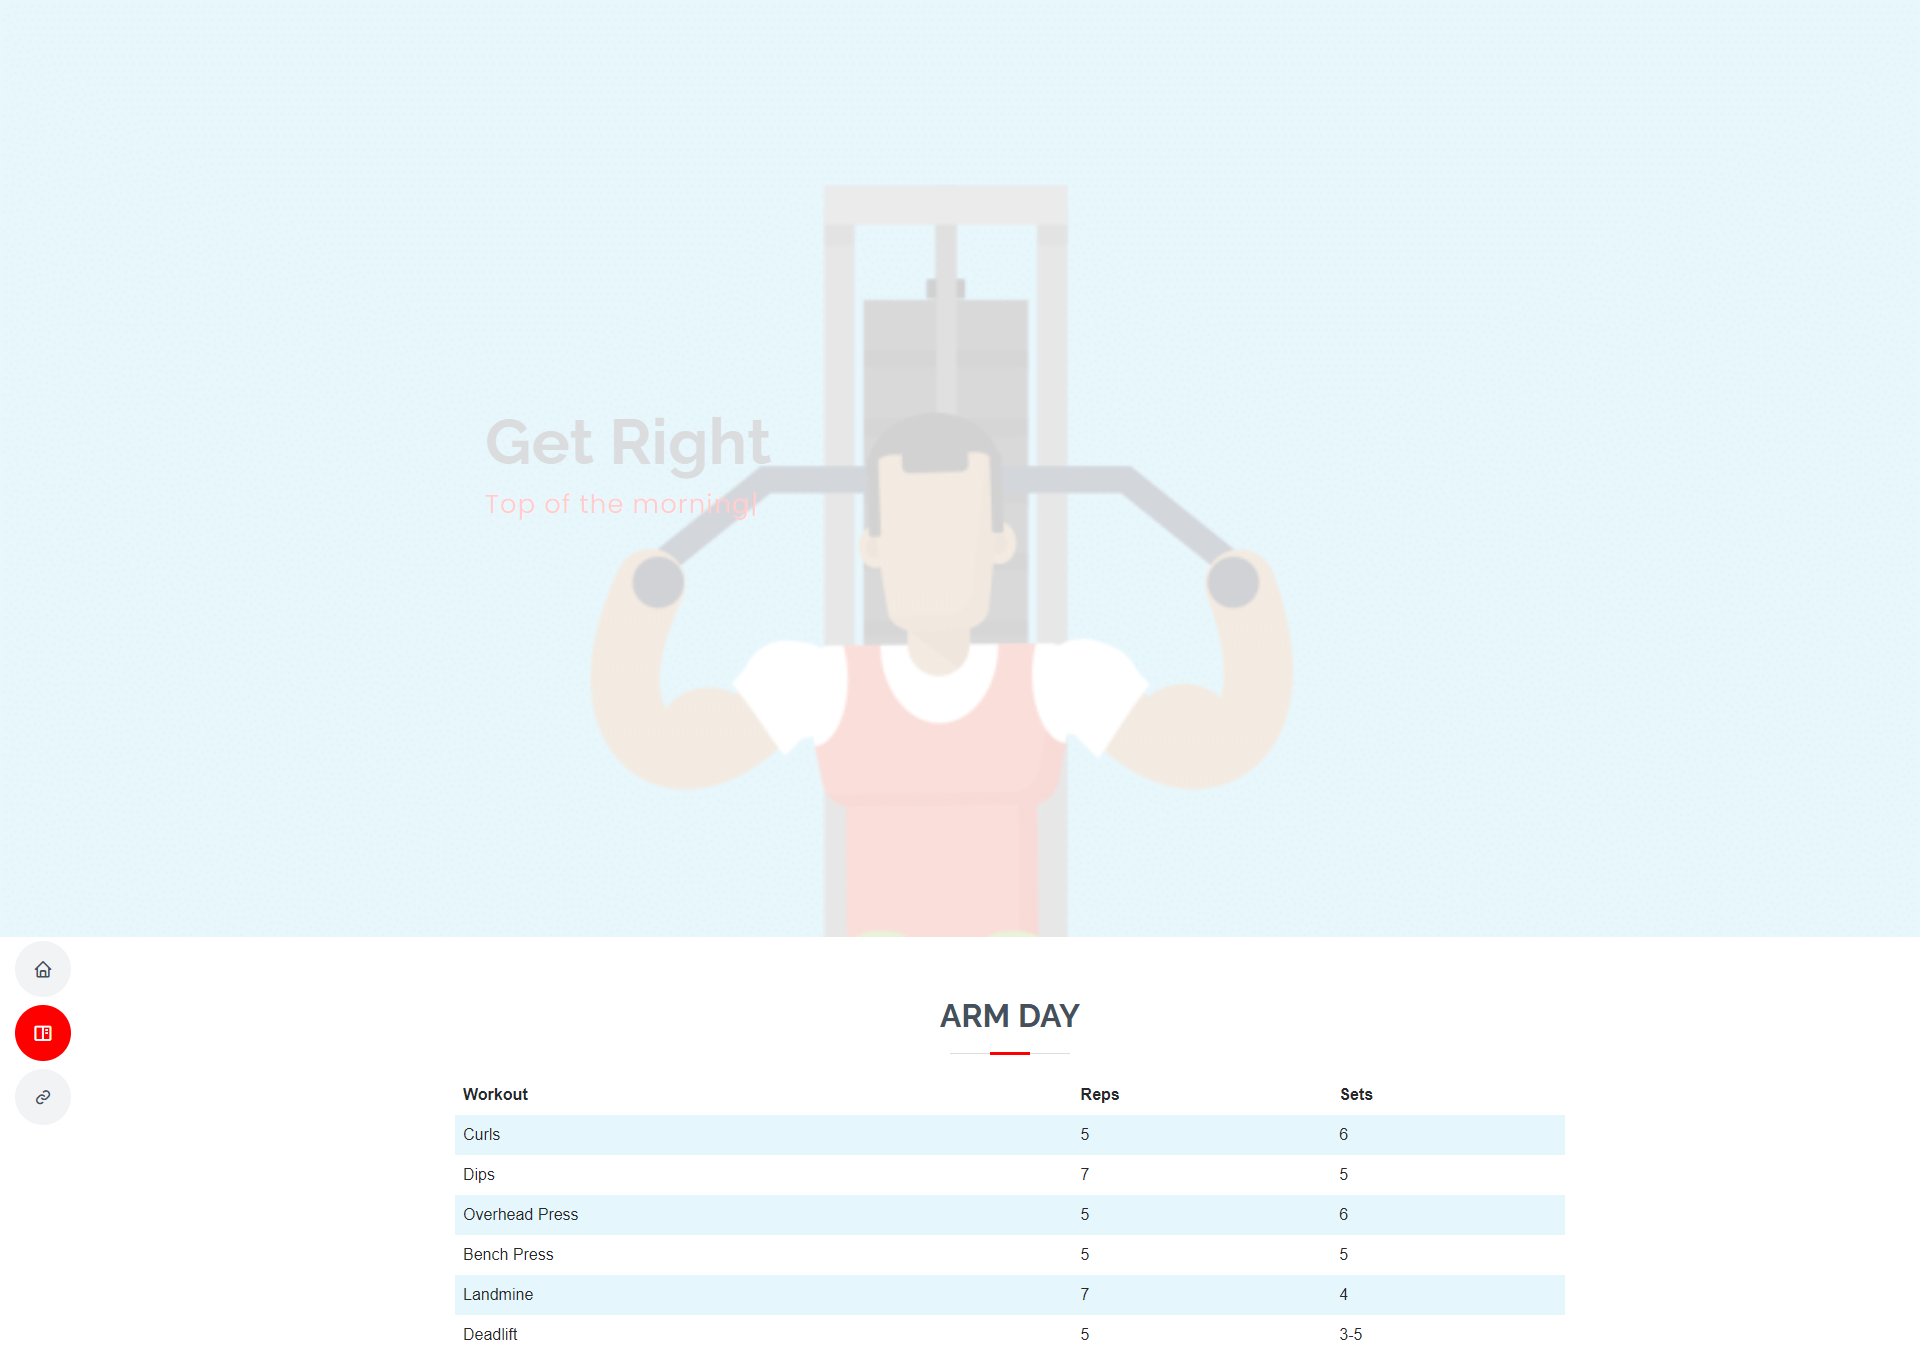 Get Right
Top of the morning|
ARM DAY
Workout Reps Sets
Curls 5 6
Dips 7 5
Overhead Press 5 6
Bench Press 5 5
Landmine 7 4
Deadlift 5 3-5